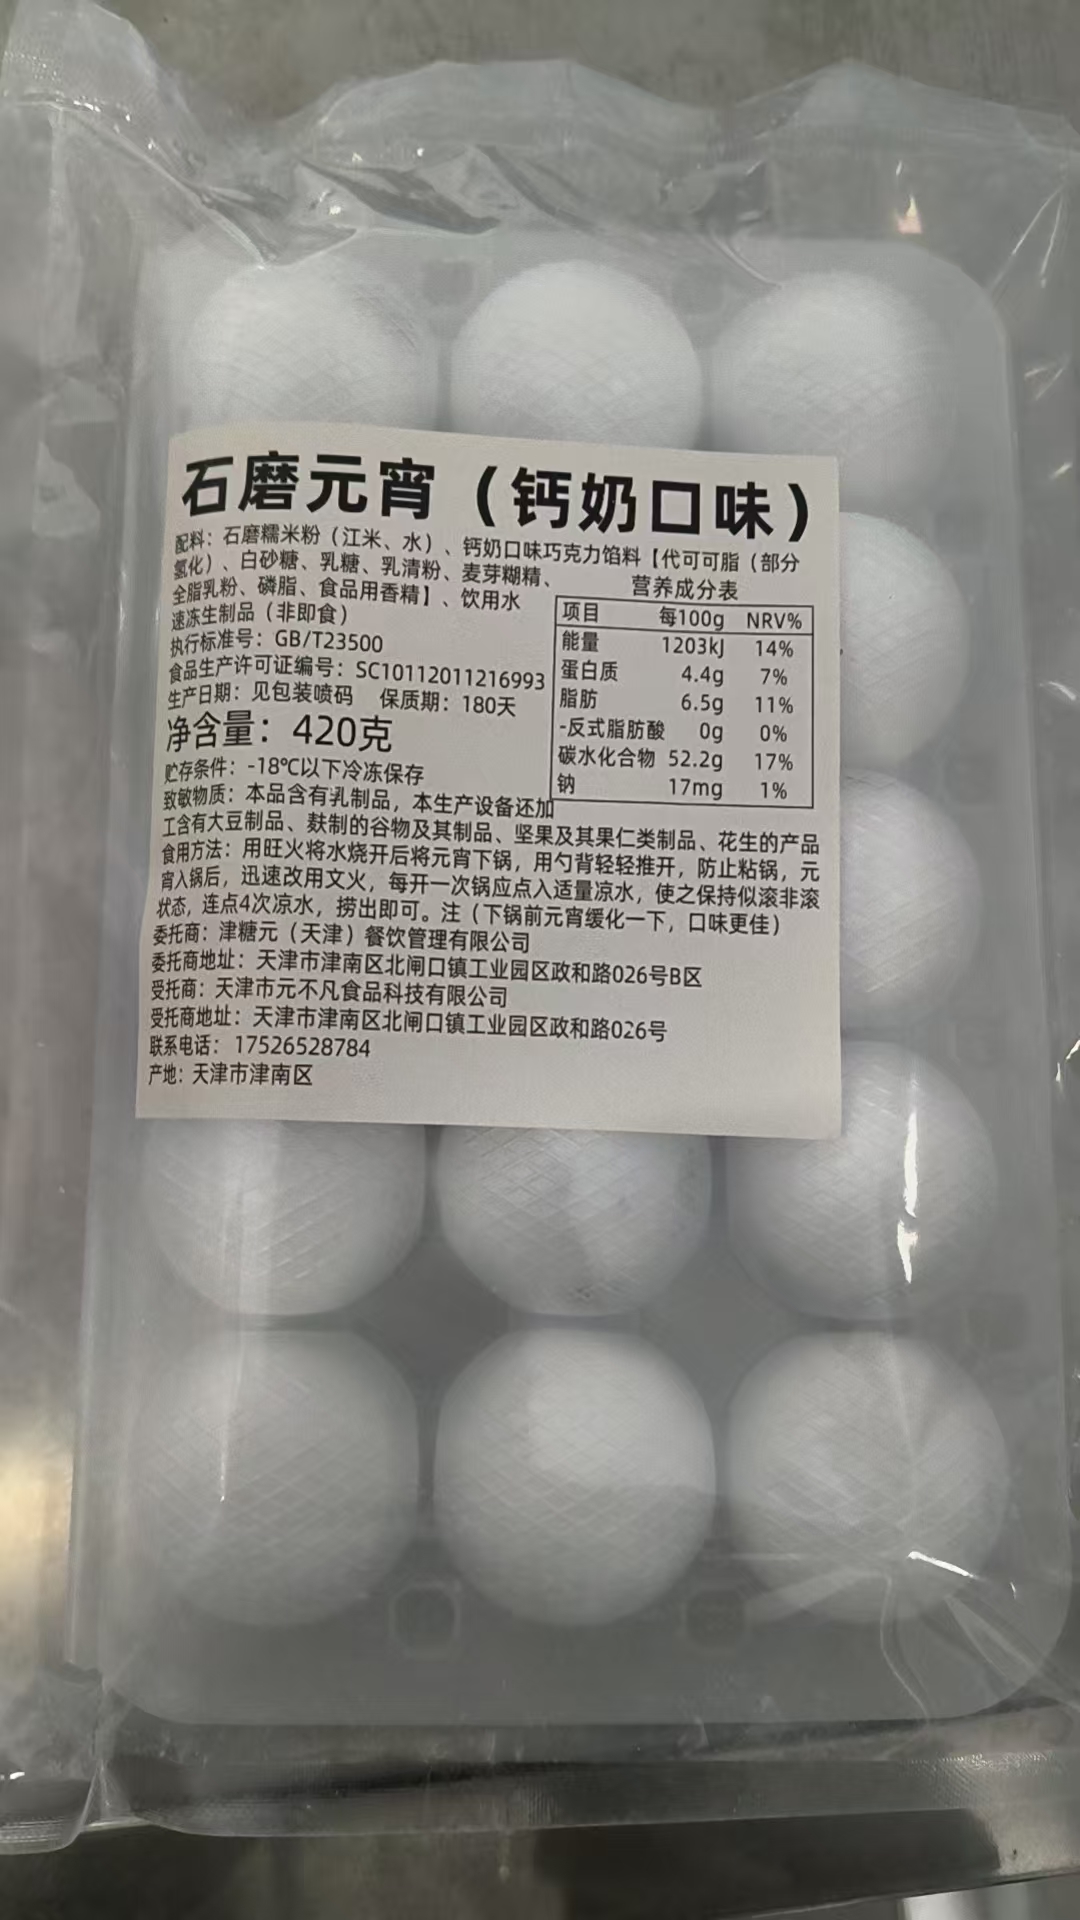 石磨元宵（钙奶口味）
配料：石磨糯米粉（江米、水）、钙奶口味巧克力馅料【代可可脂（部分
氢化）、白砂糖、乳糖、乳清粉、麦芽糊精、
全脂乳粉、磷脂、食品用香精】、饮用水
速冻生制品（非即食）
执行标准号：GB/T23500
食品生产许可证编号：SC10112011216993
生产日期：见包装喷码 保质期：180天
净含量：420克
营养成分表
项目 每100g NRV%
能量 1203kJ 14%
蛋白质 4.4g 7%
脂肪 6.5g 11%
-反式脂肪酸 0g 0%
碳水化合物 52.2g 17%
钠 17mg 1%
贮存条件：-18℃以下冷冻保存
致敏物质：本品含有乳制品，本生产设备还加
工含有大豆制品、麸制的谷物及其制品、坚果及其果仁类制品、花生的产品
食用方法：用旺火将水烧开后将元宵下锅，用勺背轻轻推开，防止粘锅，元
宵入锅后，迅速改用文火，每开一次锅应点入适量凉水，使之保持似滚非滚
状态，连点4次凉水，捞出即可。注（下锅前元宵缓化一下，口味更佳）
委托商：津糖元（天津）餐饮管理有限公司
委托商地址：天津市津南区北闸口镇工业园区政和路026号B区
受托商：天津市元不凡食品科技有限公司
受托商地址：天津市津南区北闸口镇工业园区政和路026号
联系电话：17526528784
产地：天津市津南区